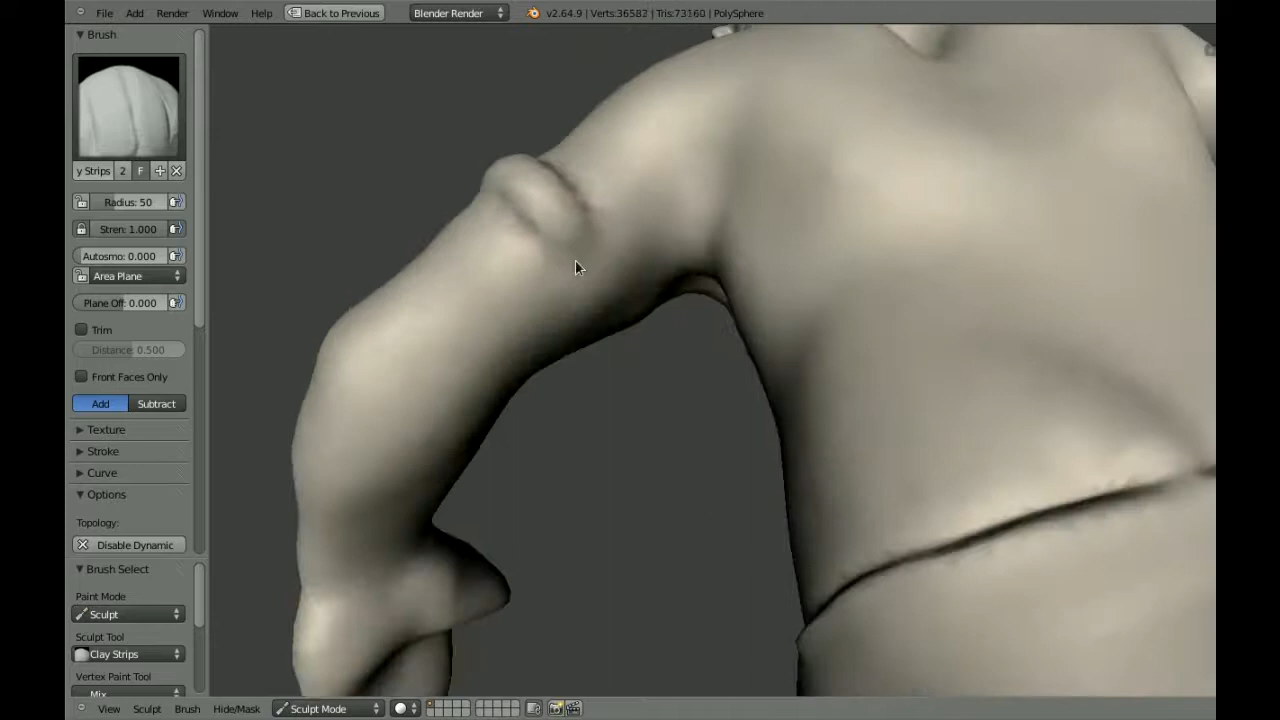 File Add Render Window Help Back to Previous Blender Render v2.64.9 | Verts:36582 | Tris:73160 | PolySphere
Brush
y Strips 2 F
Radius: 50
Stren: 1.000
Autosmo: 0.000
Area Plane
Plane Off: 0.000
Trim
Distance: 0.500
Front Faces Only
Add Subtract
Texture
Stroke
Curve
Options
Topology:
Disable Dynamic
Brush Select
Paint Mode
Sculpt
Sculpt Tool
Clay Strips
Vertex Paint Tool
Mix
View Sculpt Brush Hide/Mask Sculpt Mode